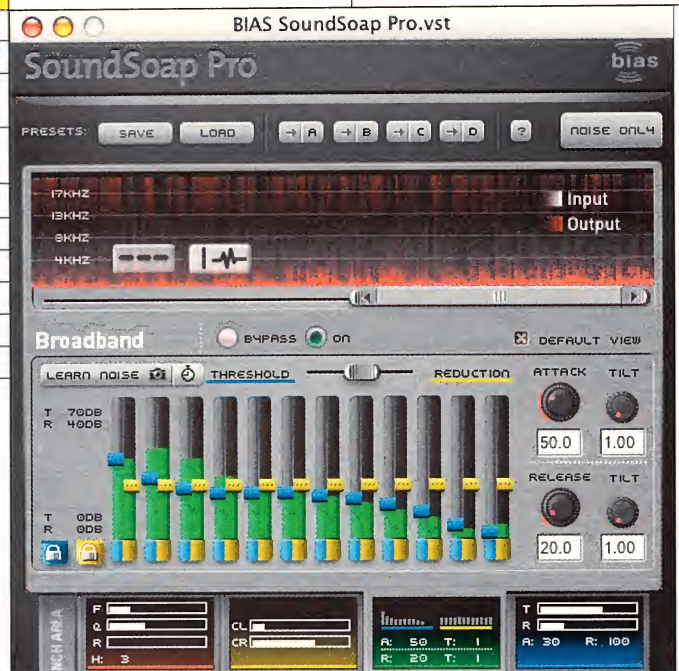 BIAS SoundSoap Pro.vst
SoundSoap Pro
bias
PRESETS: SAVE LOAD → A → B → C → D ? NOISE ONLY
17KHZ
13KHZ
8KHZ
4KHZ
Input
Output
Broadband BYPASS ON DEFAULT VIEW
LEARN NOISE THRESHOLD REDUCTION ATTACK TILT
T 70DB
R 40DB
50.0 1.00
RELEASE TILT
T 0DB
R 0DB
20.0 1.00
F
Q
R
H: 3
CL
CR
A: 50 T: 1
R: 20 T: 1
T
R
A: 30 R: 100
AREA